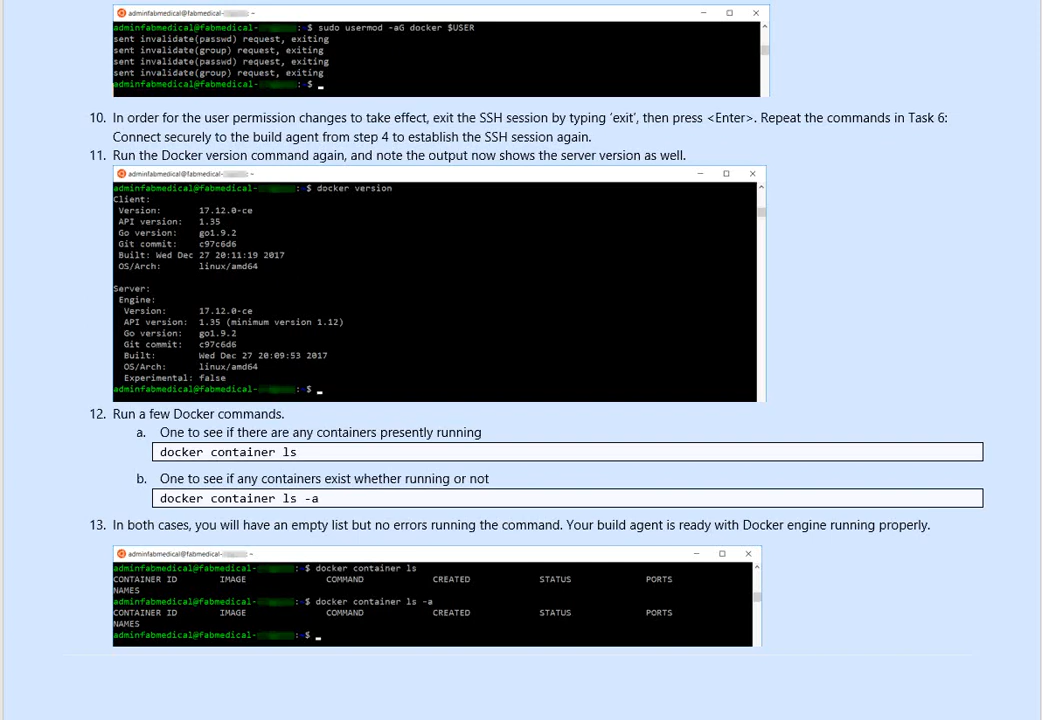 adminfabmedical@fabmedical-
adminfabmedical@fabmedical-          :~$ sudo usermod -aG docker $USER
sent invalidate(passwd) request, exiting
sent invalidate(group) request, exiting
sent invalidate(passwd) request, exiting
sent invalidate(group) request, exiting
adminfabmedical@fabmedical-          :~$
10. In order for the user permission changes to take effect, exit the SSH session by typing ‘exit’, then press <Enter>. Repeat the commands in Task 6:
Connect securely to the build agent from step 4 to establish the SSH session again.
11. Run the Docker version command again, and note the output now shows the server version as well.
adminfabmedical@fabmedical-
adminfabmedical@fabmedical-          :~$ docker version
Client:
Version: 17.12.0-ce
API version: 1.35
Go version: go1.9.2
Git commit: c97c6d6
Built: Wed Dec 27 20:11:19 2017
OS/Arch: linux/amd64
Server:
Engine:
Version: 17.12.0-ce
API version: 1.35 (minimum version 1.12)
Go version: go1.9.2
Git commit: c97c6d6
Built: Wed Dec 27 20:09:53 2017
OS/Arch: linux/amd64
Experimental: false
adminfabmedical@fabmedical-          :~$
12. Run a few Docker commands.
a. One to see if there are any containers presently running
docker container ls
b. One to see if any containers exist whether running or not
docker container ls -a
13. In both cases, you will have an empty list but no errors running the command. Your build agent is ready with Docker engine running properly.
adminfabmedical@fabmedical-
adminfabmedical@fabmedical-          :~$ docker container ls
CONTAINER ID IMAGE COMMAND CREATED STATUS PORTS
NAMES
adminfabmedical@fabmedical-          :~$ docker container ls -a
CONTAINER ID IMAGE COMMAND CREATED STATUS PORTS
NAMES
adminfabmedical@fabmedical-          :~$